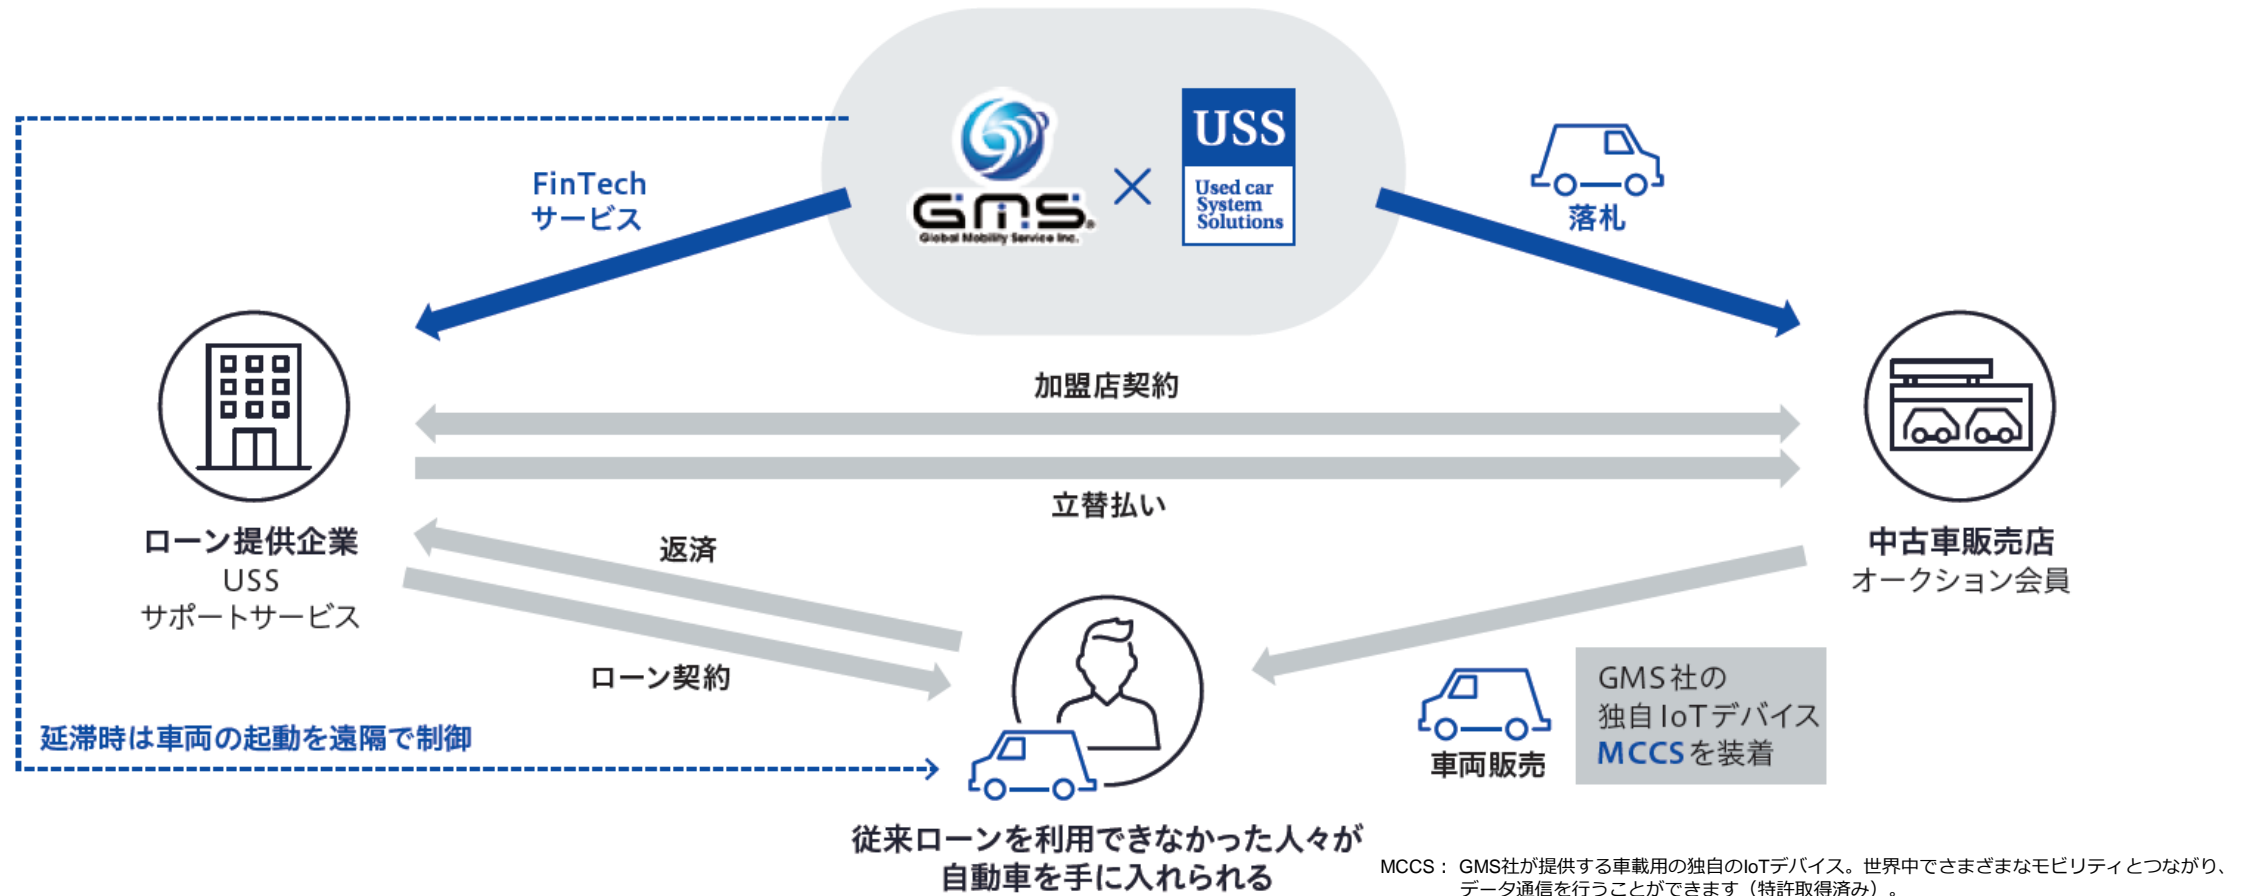 GMS
Global Mobility Service Inc.
×
USS
Used car
System
Solutions
FinTech
サービス
落札
加盟店契約
立替払い
ローン提供企業
USS
サポートサービス
中古車販売店
オークション会員
返済
ローン契約
延滞時は車両の起動を遠隔で制御
車両販売
GMS社の
独自IoTデバイス
MCCSを装着
従来ローンを利用できなかった人々が
自動車を手に入れられる
MCCS： GMS社が提供する車載用の独自のIoTデバイス。世界中でさまざまなモビリティとつながり、
データ通信を行うことができます（特許取得済み）。